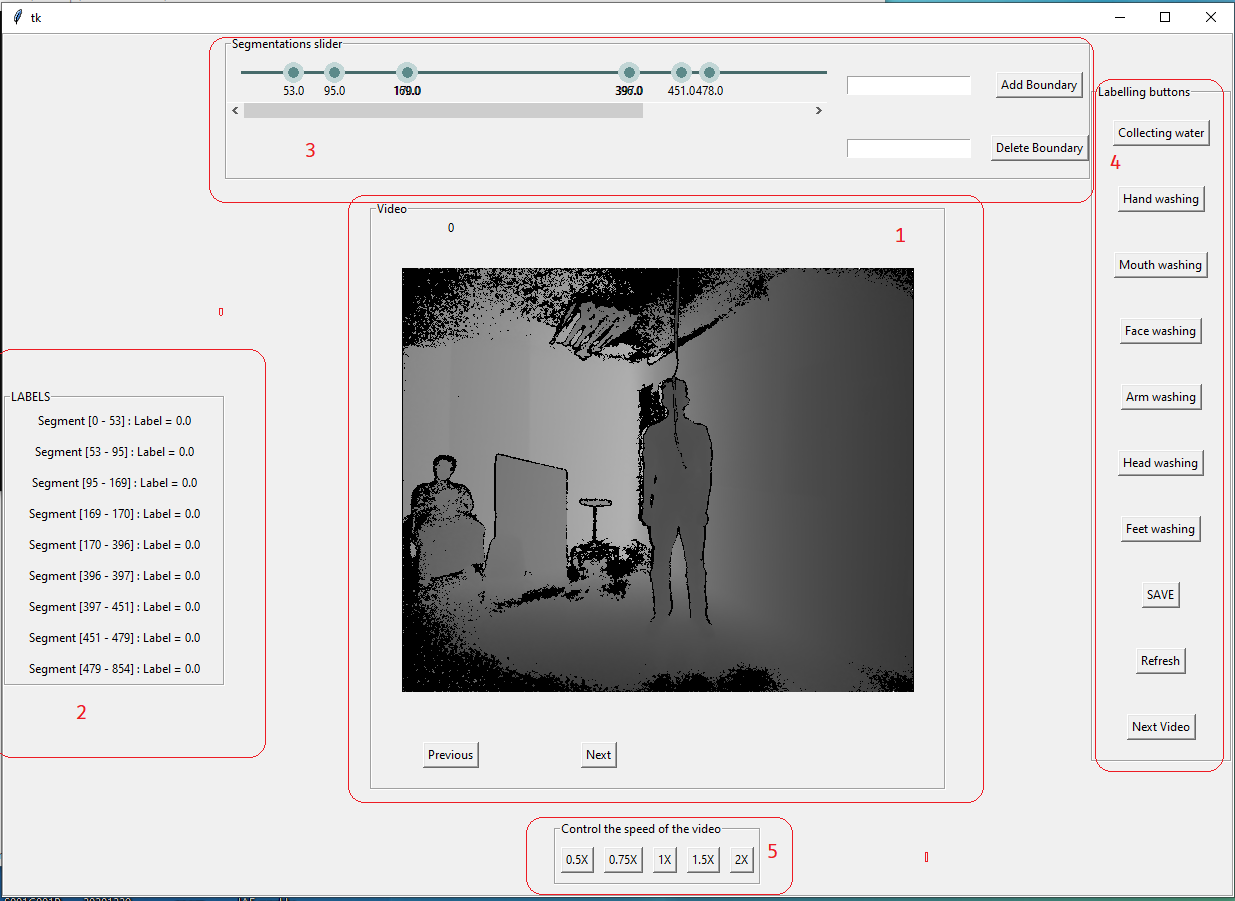 tk
Segmentations slider
53.0 95.0 451.0 478.0
Add Boundary
Delete Boundary
3
Labelling buttons
Collecting water
4
Hand washing
Mouth washing
Face washing
Arm washing
Head washing
Feet washing
SAVE
Refresh
Next Video
Video
0
1
Previous Next
LABELS
Segment [0 - 53] : Label = 0.0
Segment [53 - 95] : Label = 0.0
Segment [95 - 169] : Label = 0.0
Segment [169 - 170] : Label = 0.0
Segment [170 - 396] : Label = 0.0
Segment [396 - 397] : Label = 0.0
Segment [397 - 451] : Label = 0.0
Segment [451 - 479] : Label = 0.0
Segment [479 - 854] : Label = 0.0
2
Control the speed of the video
0.5X 0.75X 1X 1.5X 2X
5